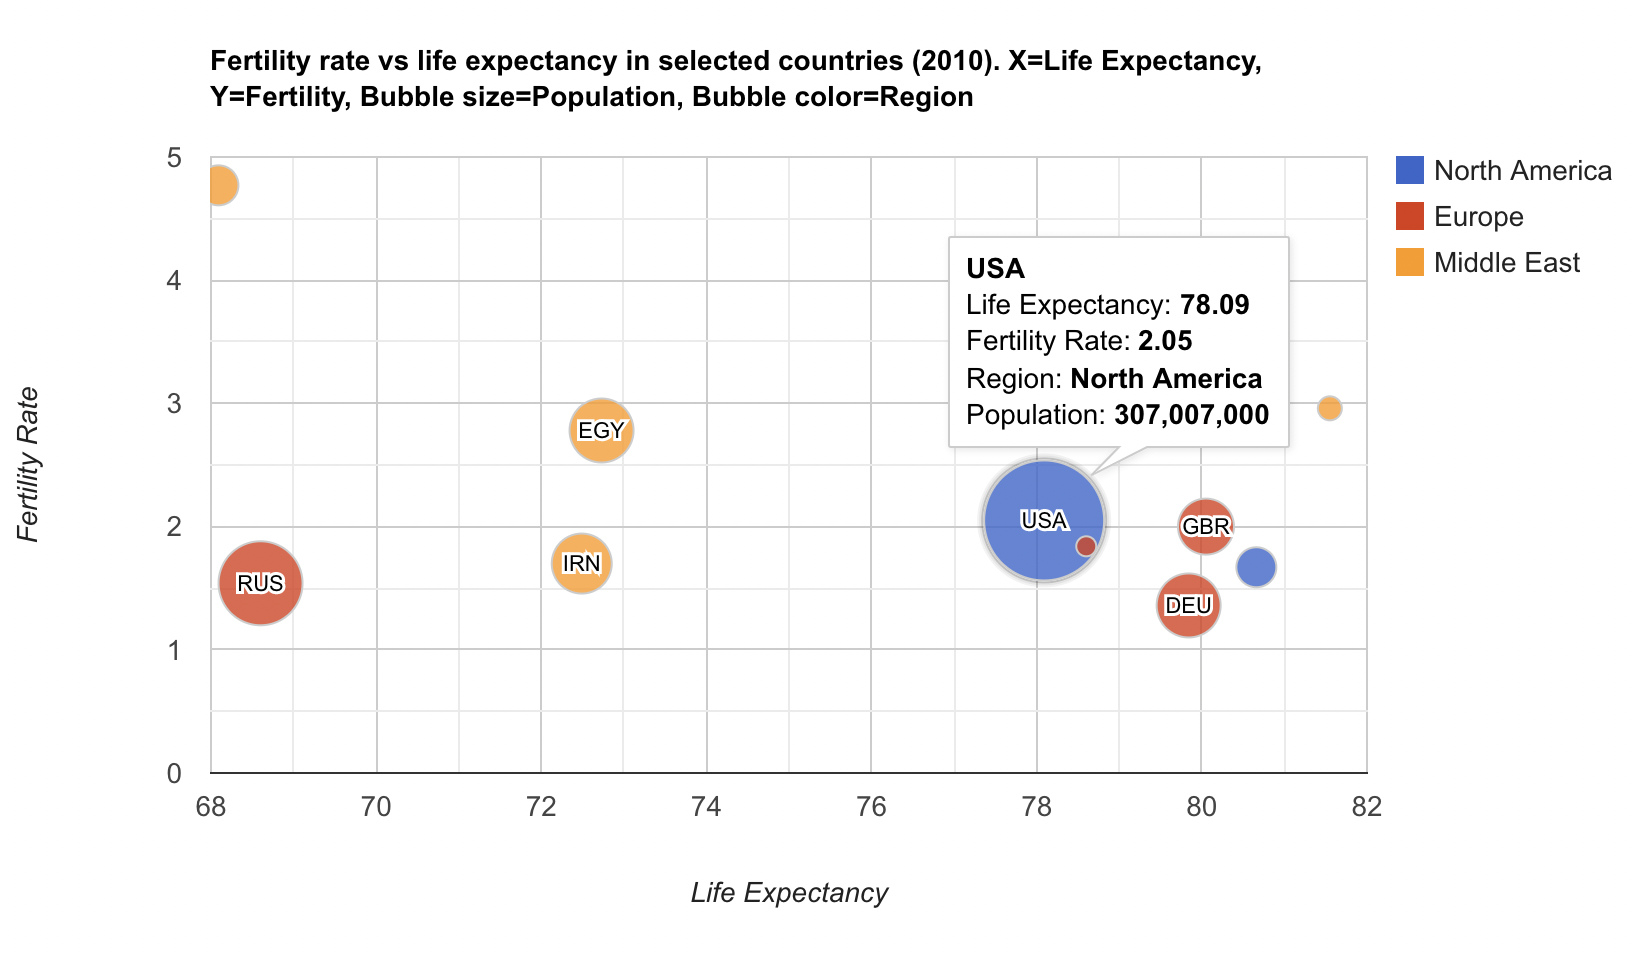 Fertility rate vs life expectancy in selected countries (2010). X=Life Expectancy,
Y=Fertility, Bubble size=Population, Bubble color=Region
North America
Europe
Middle East
Fertility Rate
5
4
3
2
1
0
USA
Life Expectancy: 78.09
Fertility Rate: 2.05
Region: North America
Population: 307,007,000
EGY
USA
GBR
IRN
RUS
DEU
68 70 72 74 76 78 80 82
Life Expectancy